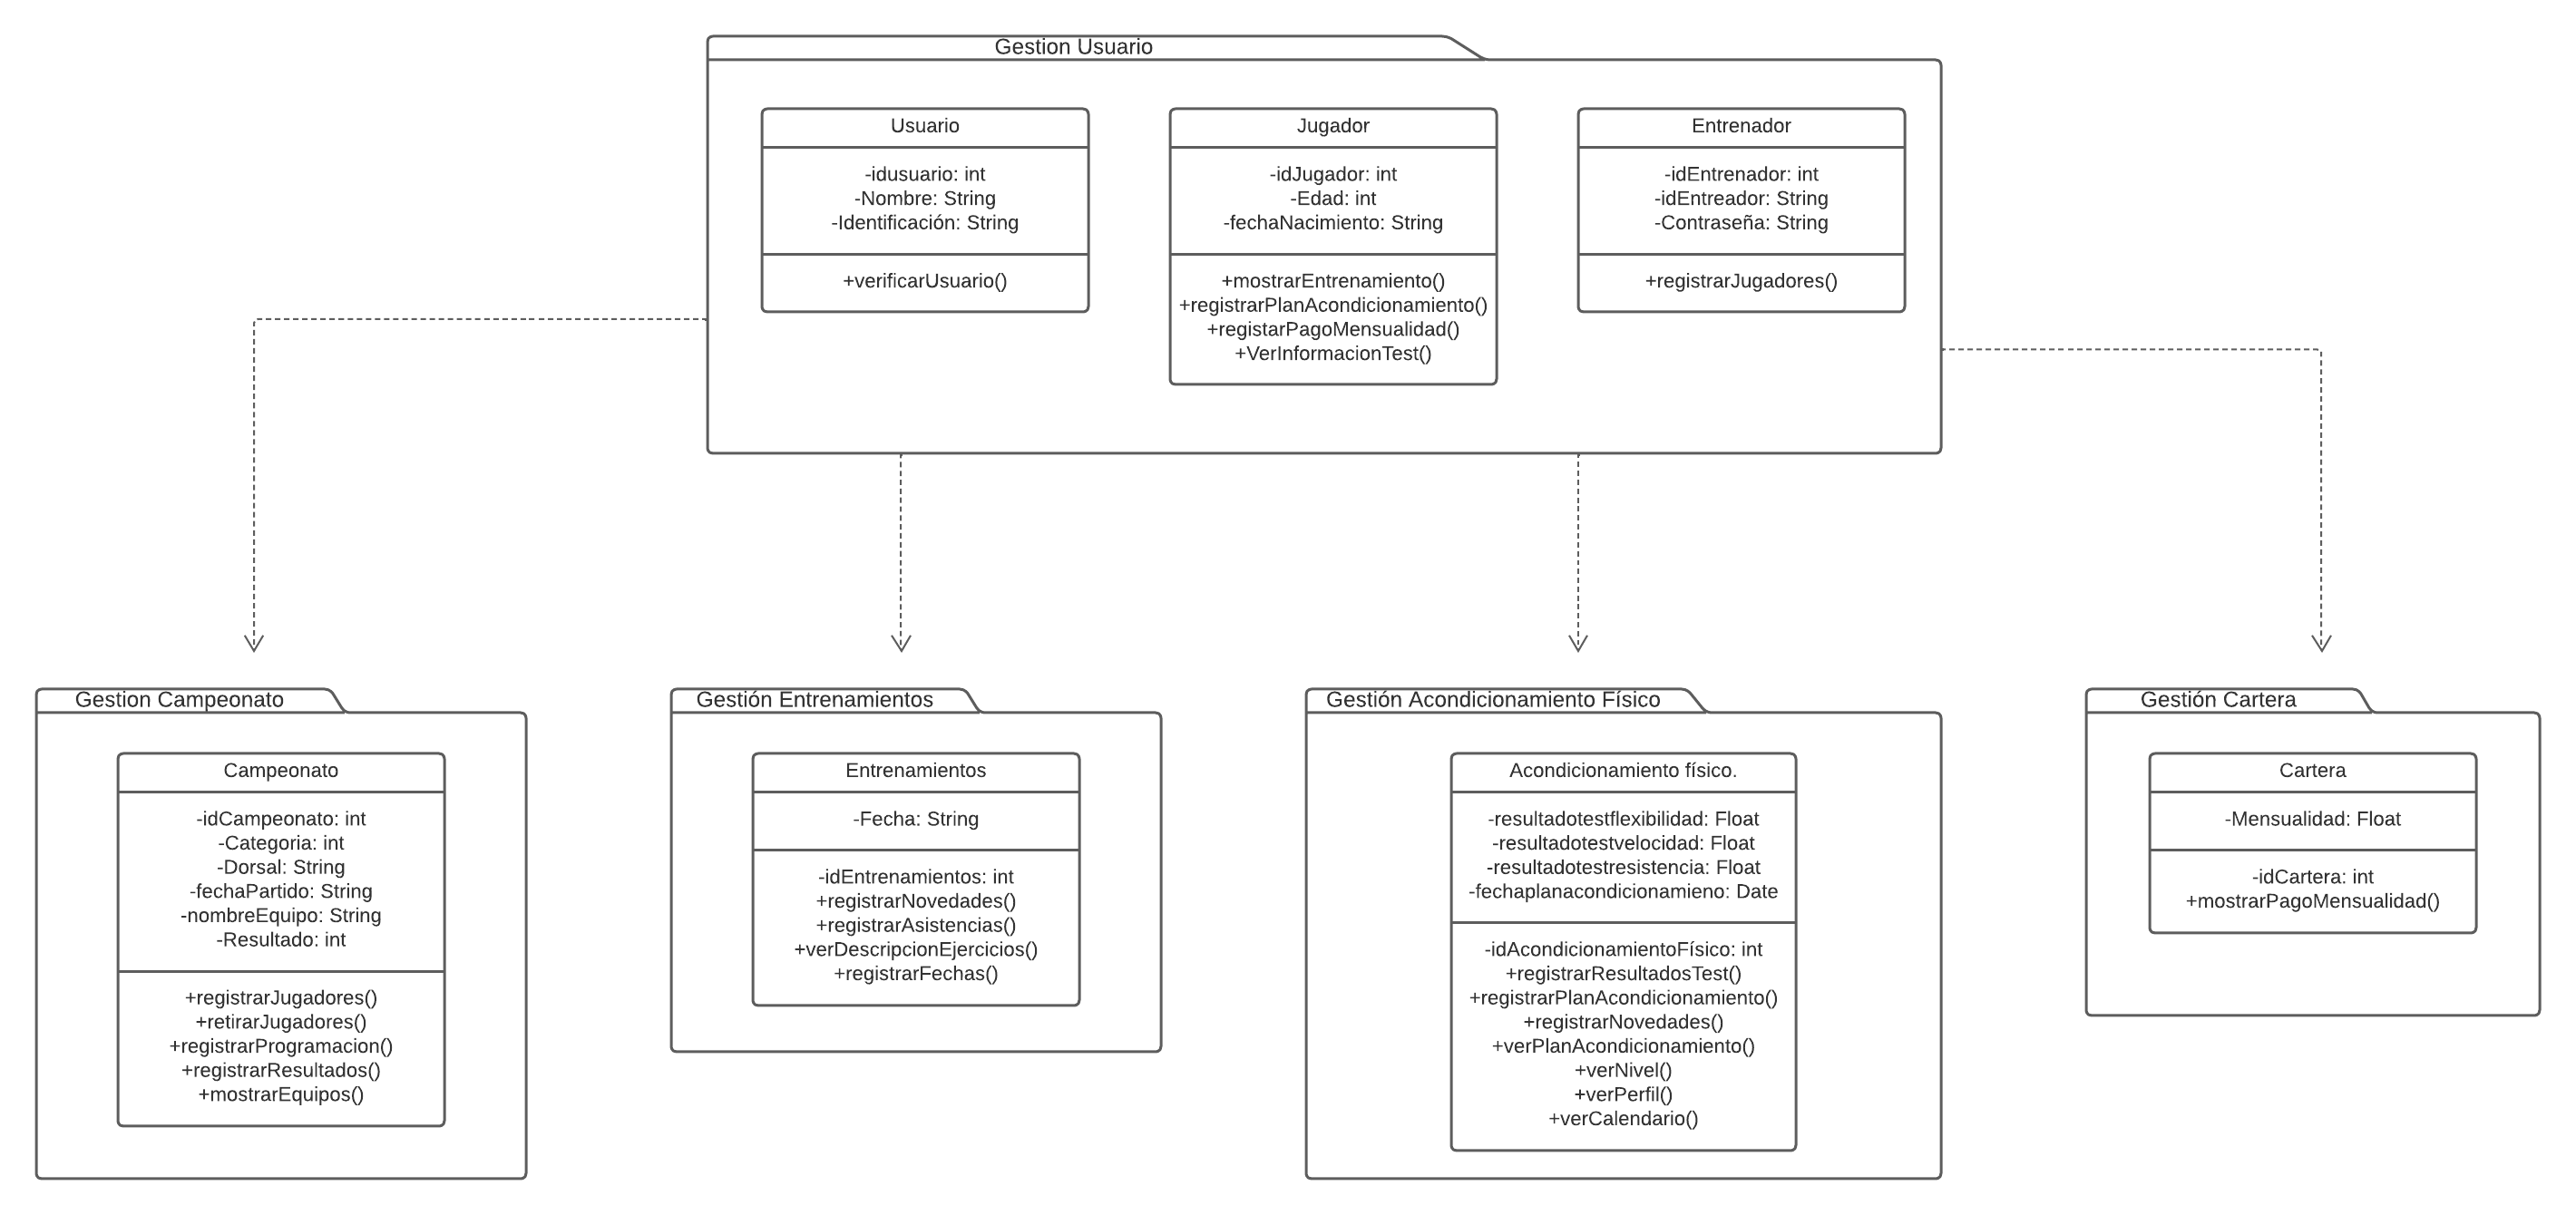 Gestion Usuario
Usuario
-idusuario: int
-Nombre: String
-Identificación: String
+verificarUsuario()
Jugador
-idJugador: int
-Edad: int
-fechaNacimiento: String
+mostrarEntrenamiento()
+registrarPlanAcondicionamiento()
+registarPagoMensualidad()
+VerInformacionTest()
Entrenador
-idEntrenador: int
-idEntreador: String
-Contraseña: String
+registrarJugadores()
Gestion Campeonato
Campeonato
-idCampeonato: int
-Categoria: int
-Dorsal: String
-fechaPartido: String
-nombreEquipo: String
-Resultado: int
+registrarJugadores()
+retirarJugadores()
+registrarProgramacion()
+registrarResultados()
+mostrarEquipos()
Gestión Entrenamientos
Entrenamientos
-Fecha: String
-idEntrenamientos: int
+registrarNovedades()
+registrarAsistencias()
+verDescripcionEjercicios()
+registrarFechas()
Gestión Acondicionamiento Físico
Acondicionamiento físico.
-resultadotestflexibilidad: Float
-resultadotestvelocidad: Float
-resultadotestresistencia: Float
-fechaplanacondicionamieno: Date
-idAcondicionamientoFísico: int
+registrarResultadosTest()
+registrarPlanAcondicionamiento()
+registrarNovedades()
+verPlanAcondicionamiento()
+verNivel()
+verPerfil()
+verCalendario()
Gestión Cartera
Cartera
-Mensualidad: Float
-idCartera: int
+mostrarPagoMensualidad()